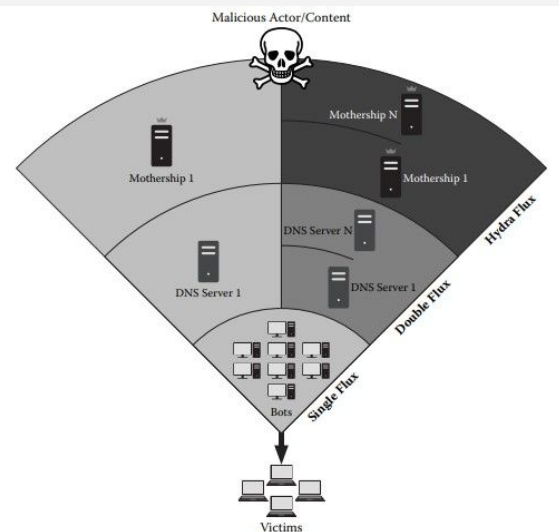 Malicious Actor/Content
Mothership N
Mothership 1
Mothership 1
Hydra Flux
DNS Server N
DNS Server 1
DNS Server 1
Double Flux
Bots
Single Flux
Victims